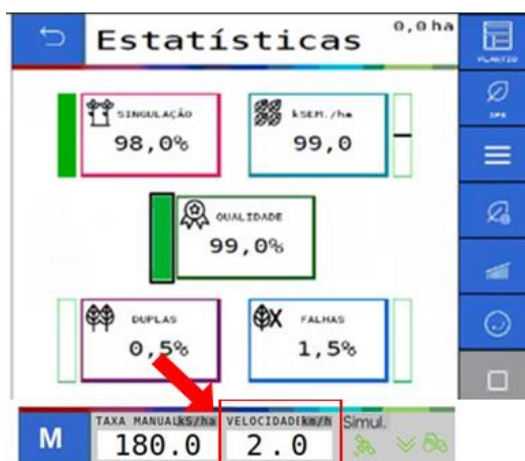 Estatísticas
0,0 ha
PLANTIO
SINGULAÇÃO
98,0%
kSEM./ha
99,0
QUALIDADE
99,0%
DUPLAS
0,5%
FALHAS
1,5%
M
TAXA MANUAL kS/ha
180.0
VELOCIDADE km/h
2.0
Simul.